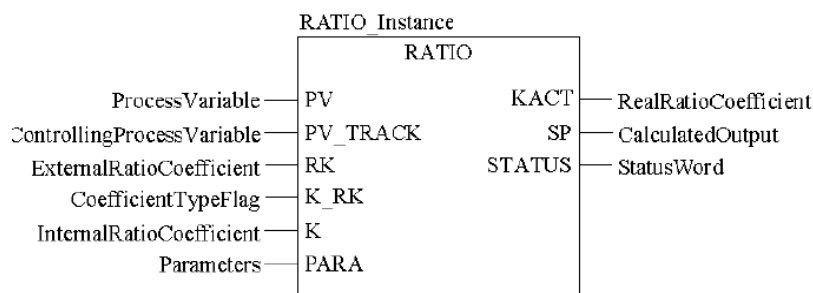 RATIO_Instance
RATIO
ProcessVariable PV KACT RealRatioCoefficient
ControllingProcessVariable PV_TRACK SP CalculatedOutput
ExternalRatioCoefficient RK STATUS StatusWord
CoefficientTypeFlag K_RK
InternalRatioCoefficient K
Parameters PARA